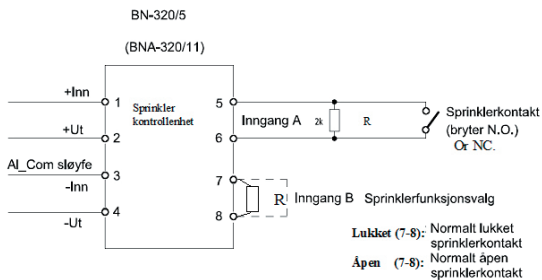 BN-320/5
(BNA-320/11)
+Inn
1
Sprinkler
kontrollenhet
5
Inngang A
2k
R
Sprinklerkontakt
(bryter N.O.)
Or NC.
+Ut
2
6
Al_Com sløyfe
3
-Inn
7
R
Inngang B
Sprinklerfunksjonsvalg
4
-Ut
8
Lukket (7-8): Normalt lukket
sprinklerkontakt
Åpen (7-8): Normalt åpen
sprinklerkontakt